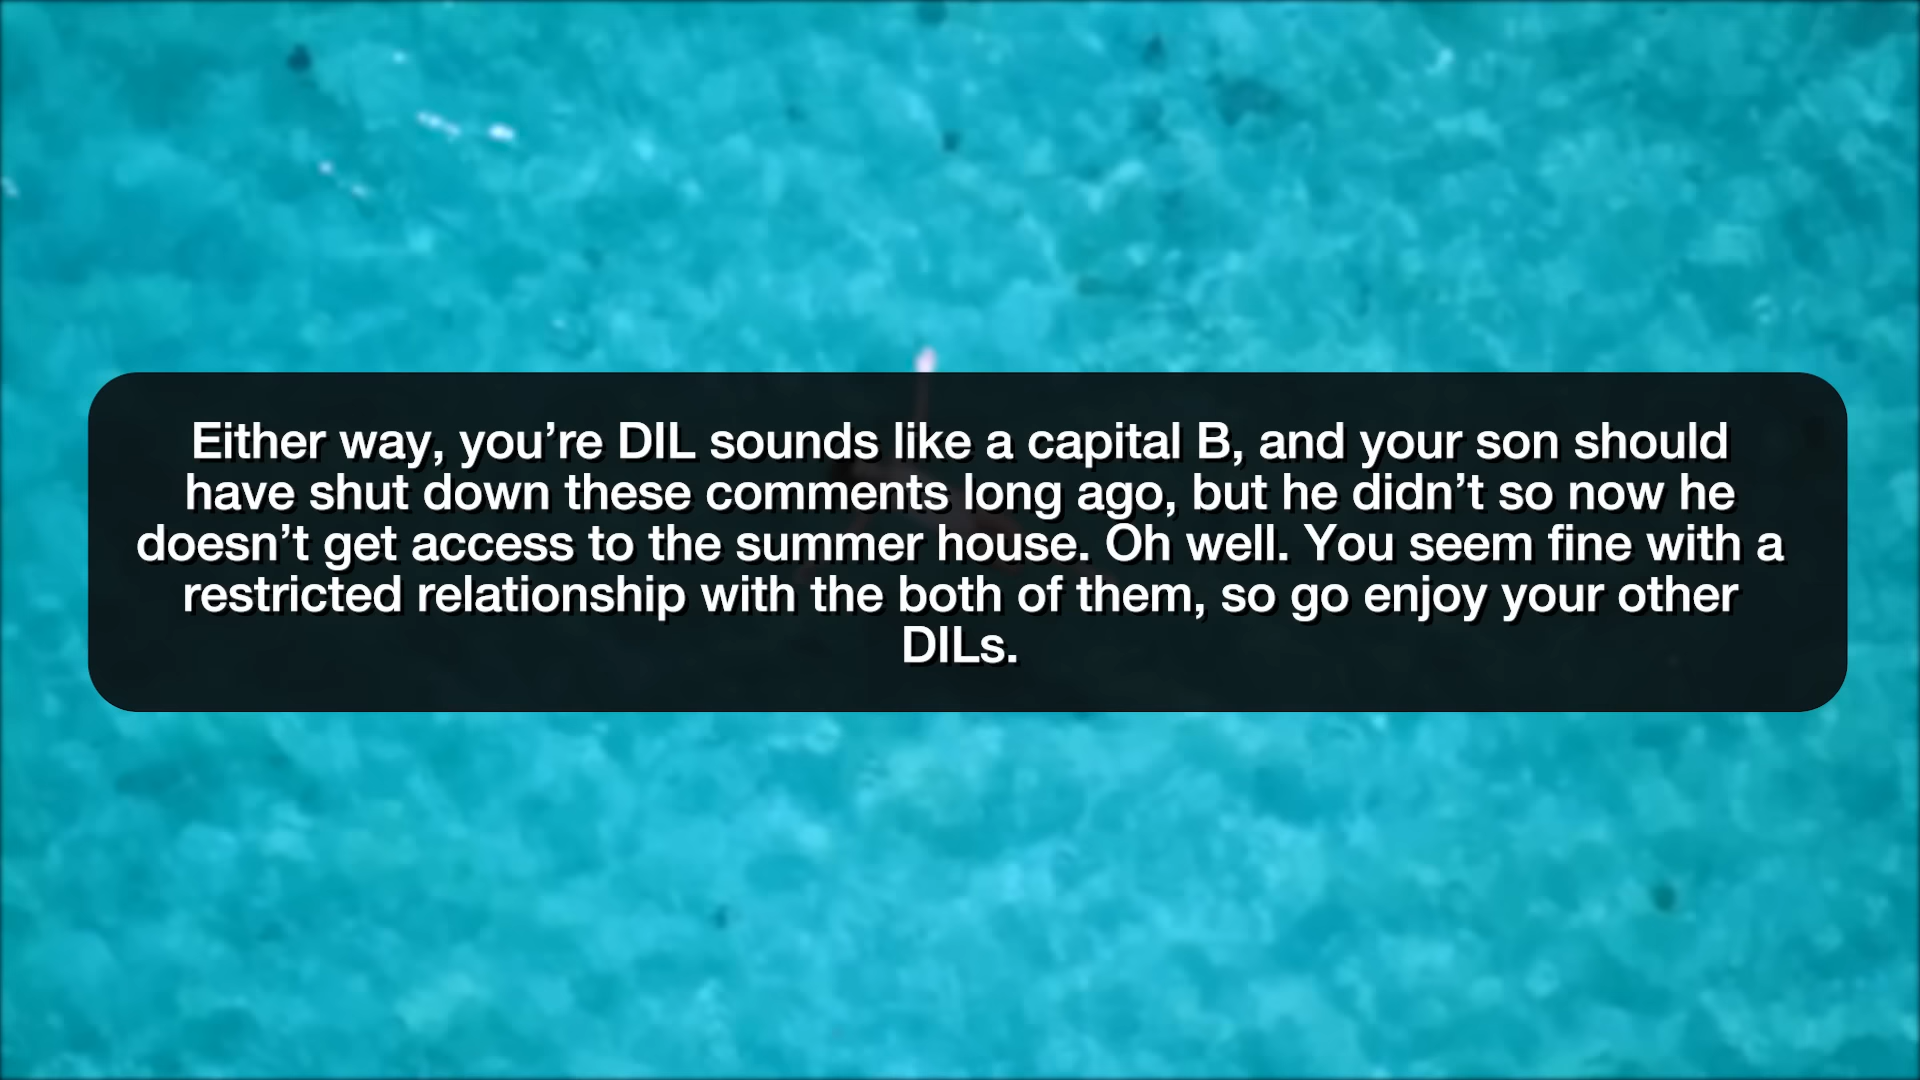 Either way, you’re DIL sounds like a capital B, and your son should
have shut down these comments long ago, but he didn’t so now he
doesn’t get access to the summer house. Oh well. You seem fine with a
restricted relationship with the both of them, so go enjoy your other
DILs.